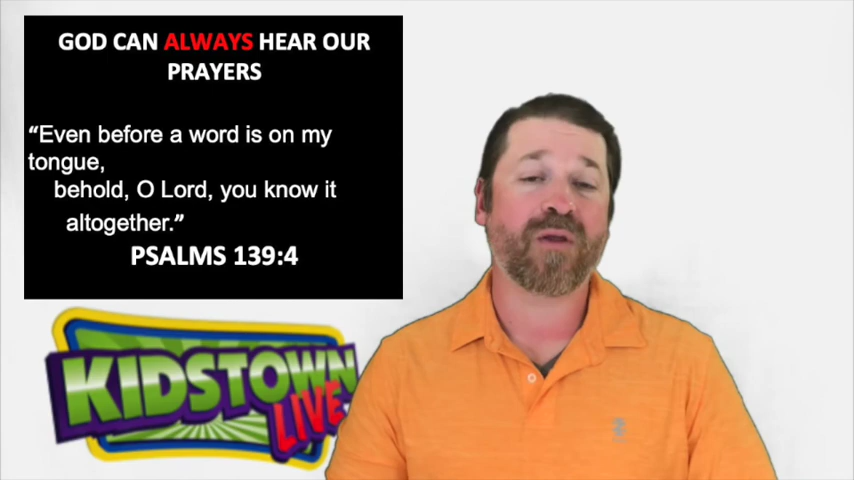 GOD CAN ALWAYS HEAR OUR
PRAYERS
“Even before a word is on my
tongue,
behold, O Lord, you know it
altogether.”
PSALMS 139:4
KIDSTOWN
LIVE